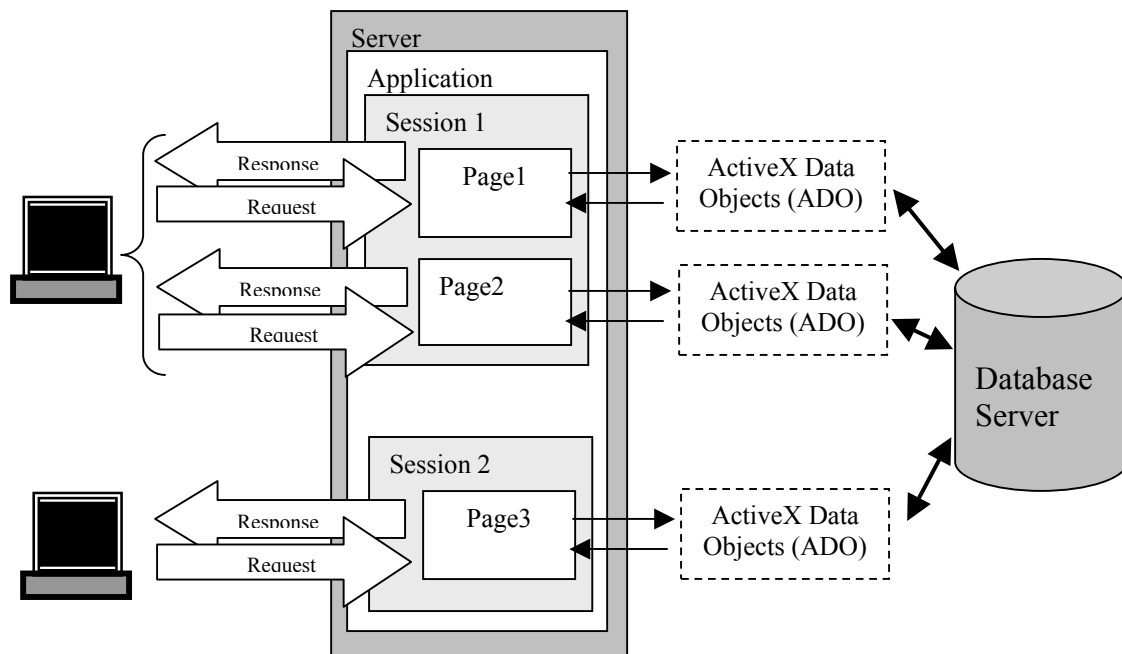 Server
Application
Session 1
Response
Page1
Request
ActiveX Data
Objects (ADO)
Response
Page2
Request
ActiveX Data
Objects (ADO)
Database
Server
Session 2
Response
Page3
Request
ActiveX Data
Objects (ADO)